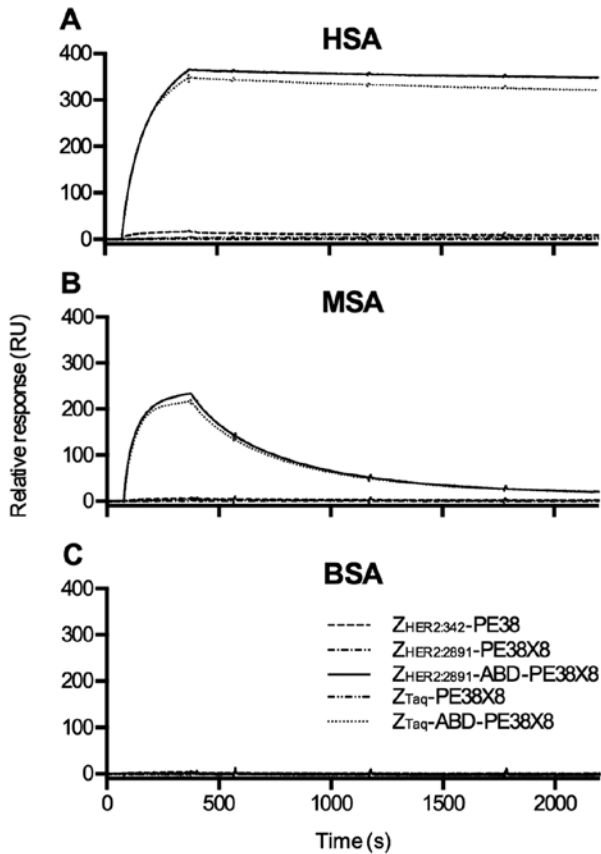 A
HSA
400
300
200
100
0
B
MSA
400
300
200
100
0
Relative response (RU)
C
BSA
400
300
200
100
0
ZHER2:342-PE38
ZHER2:2891-PE38X8
ZHER2:2891-ABD-PE38X8
ZTaq-PE38X8
ZTaq-ABD-PE38X8
0 500 1000 1500 2000
Time (s)